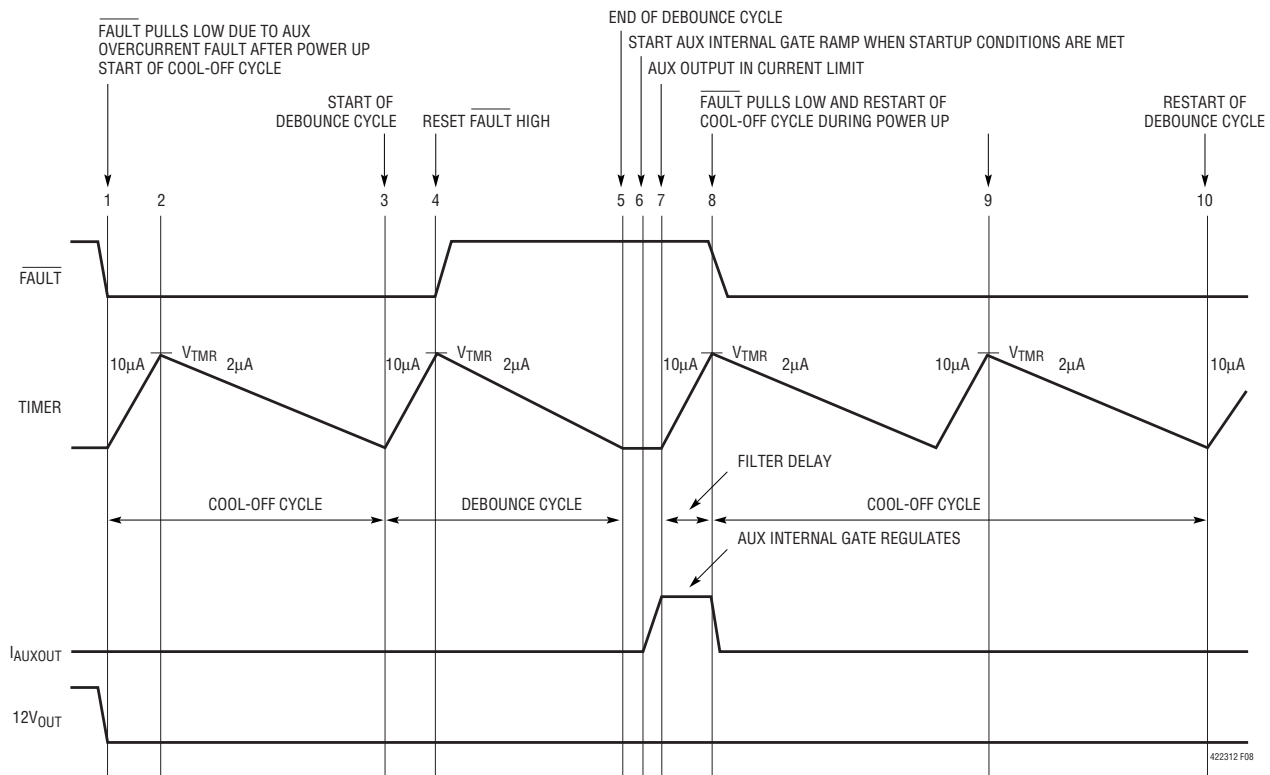 FAULT PULLS LOW DUE TO AUX
OVERCURRENT FAULT AFTER POWER UP
START OF COOL-OFF CYCLE
START OF
DEBOUNCE CYCLE
RESET FAULT HIGH
END OF DEBOUNCE CYCLE
START AUX INTERNAL GATE RAMP WHEN STARTUP CONDITIONS ARE MET
AUX OUTPUT IN CURRENT LIMIT
FAULT PULLS LOW AND RESTART OF
COOL-OFF CYCLE DURING POWER UP
RESTART OF
DEBOUNCE CYCLE
1 2 3 4 5 6 7 8 9 10
FAULT
TIMER
10µA VTMR 2µA 10µA VTMR 2µA 10µA VTMR 2µA 10µA VTMR 2µA 10µA
FILTER DELAY
COOL-OFF CYCLE DEBOUNCE CYCLE COOL-OFF CYCLE
AUX INTERNAL GATE REGULATES
IAUXOUT
12VOUT
422312 F08